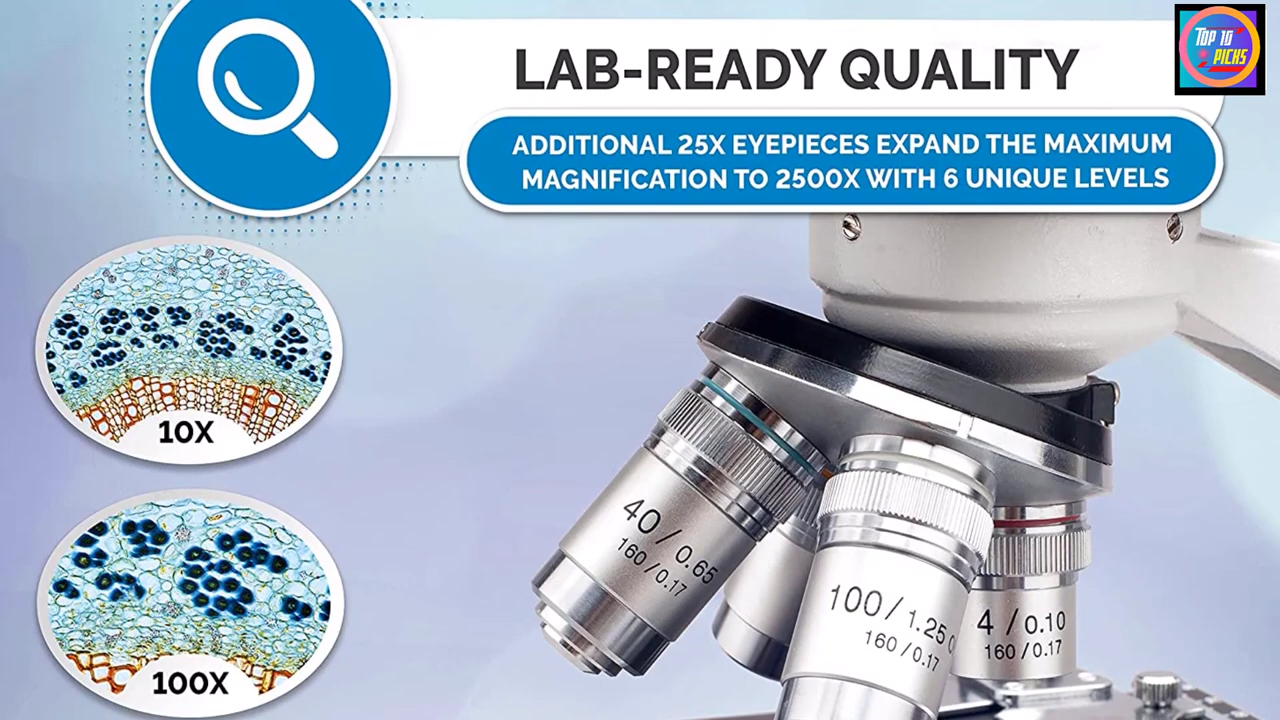 LAB-READY QUALITY
TOP 10
PICKS
ADDITIONAL 25X EYEPIECES EXPAND THE MAXIMUM
MAGNIFICATION TO 2500X WITH 6 UNIQUE LEVELS
10X
100X
40 / 0.65
160 / 0.17
100 / 1.25
160 / 0.17
4 / 0.10
160 / 0.17